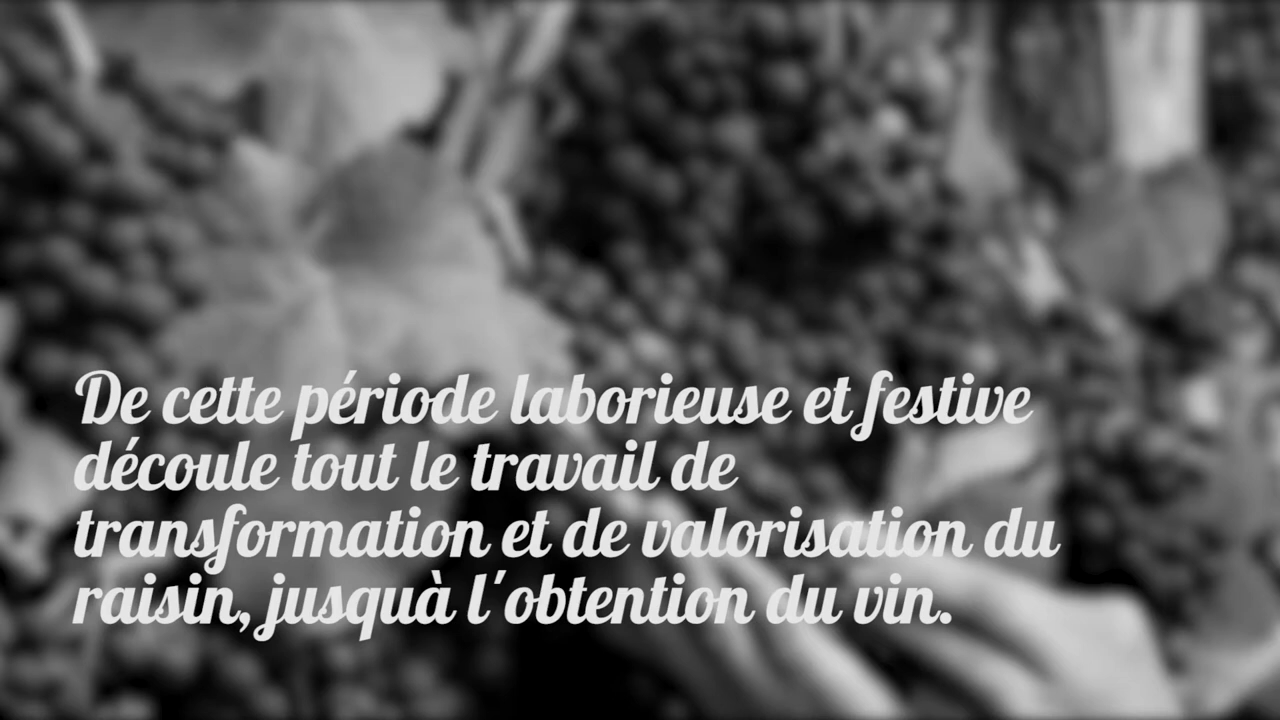 De cette période laborieuse et festive
découle tout le travail de
transformation et de valorisation du
raisin, jusquà l'obtention du vin.